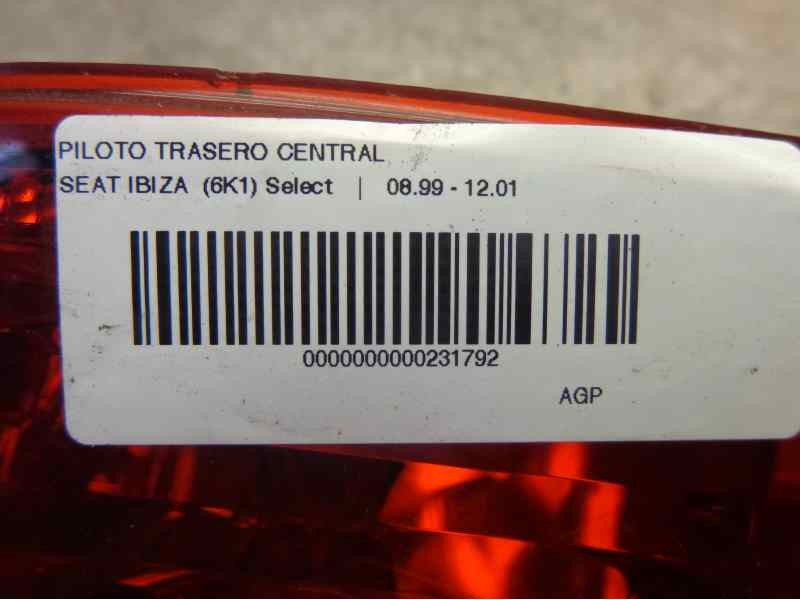 PILOTO TRASERO CENTRAL
SEAT IBIZA (6K1) Select | 08.99 - 12.01
0000000000231792
AGP